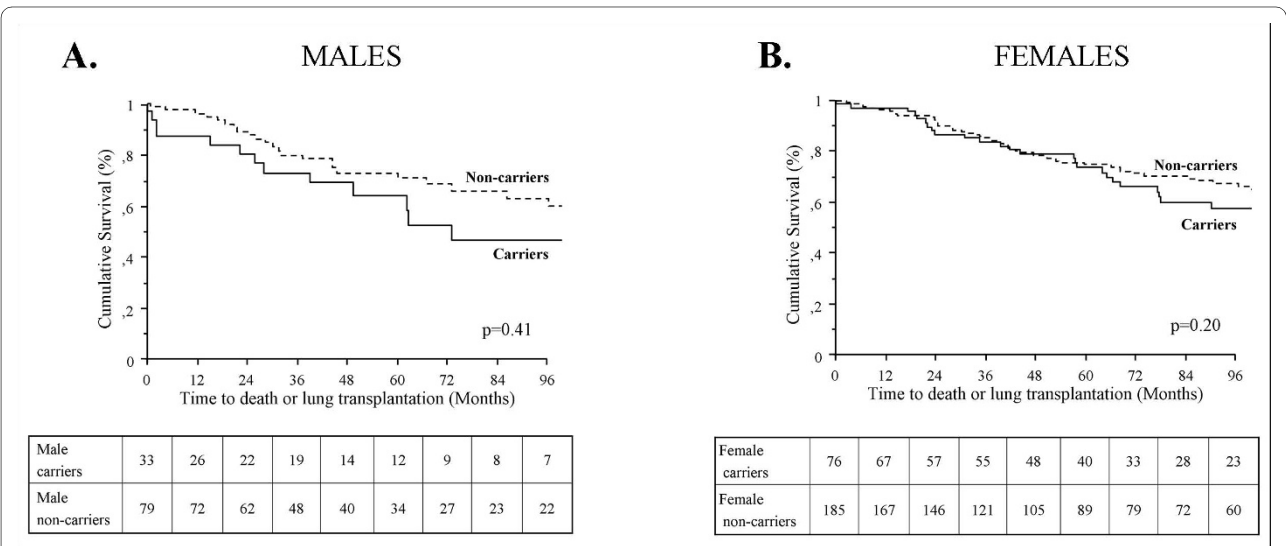 A. MALES
1
,8
,6
,4
,2
0
Cumulative Survival (%)
Non-carriers
Carriers
p=0.41
0 12 24 36 48 60 72 84 96
Time to death or lung transplantation (Months)
Male carriers 33 26 22 19 14 12 9 8 7
Male non-carriers 79 72 62 48 40 34 27 23 22
B. FEMALES
1
,8
,6
,4
,2
0
Cumulative Survival (%)
Non-carriers
Carriers
p=0.20
0 12 24 36 48 60 72 84 96
Time to death or lung transplantation (Months)
Female carriers 76 67 57 55 48 40 33 28 23
Female non-carriers 185 167 146 121 105 89 79 72 60